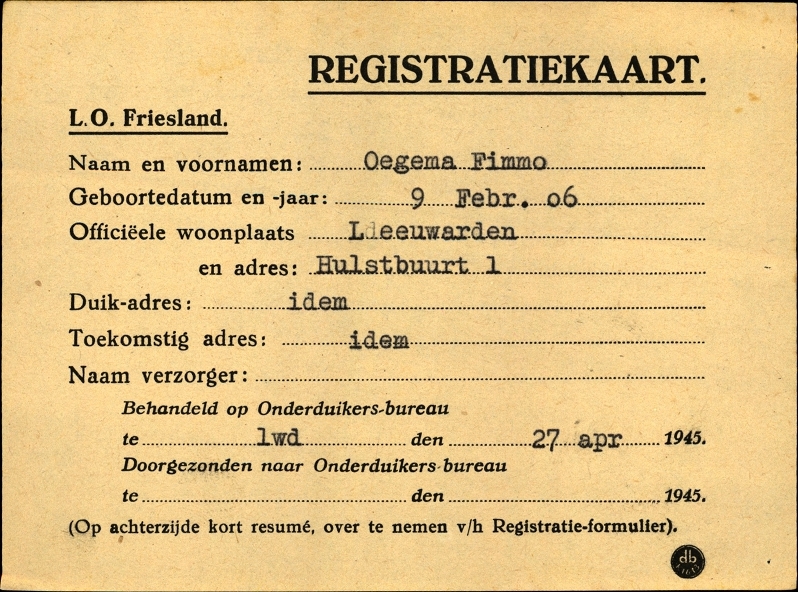 REGISTRATIEKAART.
L.O. Friesland.
Naam en voornamen: Oegema Fimmo
Geboortedatum en -jaar: 9 Febr. o6
Officiëele woonplaats Leeuwarden
en adres: Hulstbuurt 1
Duik-adres: idem
Toekomstig adres: idem
Naam verzorger:
Behandeld op Onderduikers-bureau
te lwd den 27 apr 1945.
Doorgezonden naar Onderduikers-bureau
te den 1945.
(Op achterzijde kort resumé, over te nemen v/h Registratie-formulier).
db